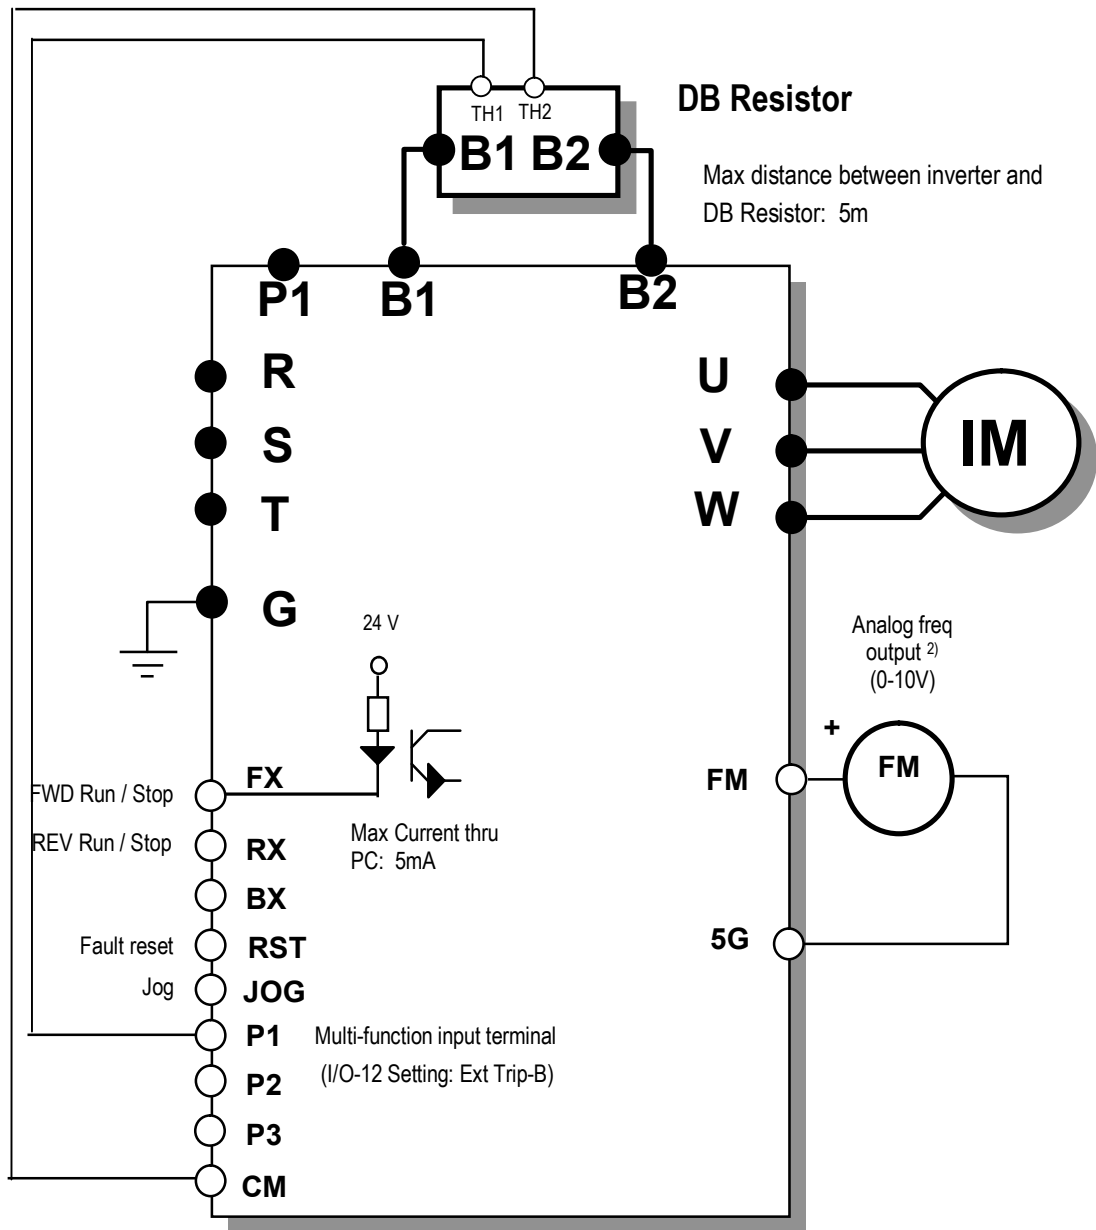 TH1 TH2
B1 B2
DB Resistor
Max distance between inverter and
DB Resistor: 5m
P1
B1
B2
R
S
T
G
U
V
W
IM
24 V
Analog freq
output 2)
(0-10V)
+
FM
FM
5G
FWD Run / Stop
FX
Max Current thru
PC: 5mA
REV Run / Stop
RX
BX
Fault reset
RST
Jog
JOG
P1
Multi-function input terminal
(I/O-12 Setting: Ext Trip-B)
P2
P3
CM